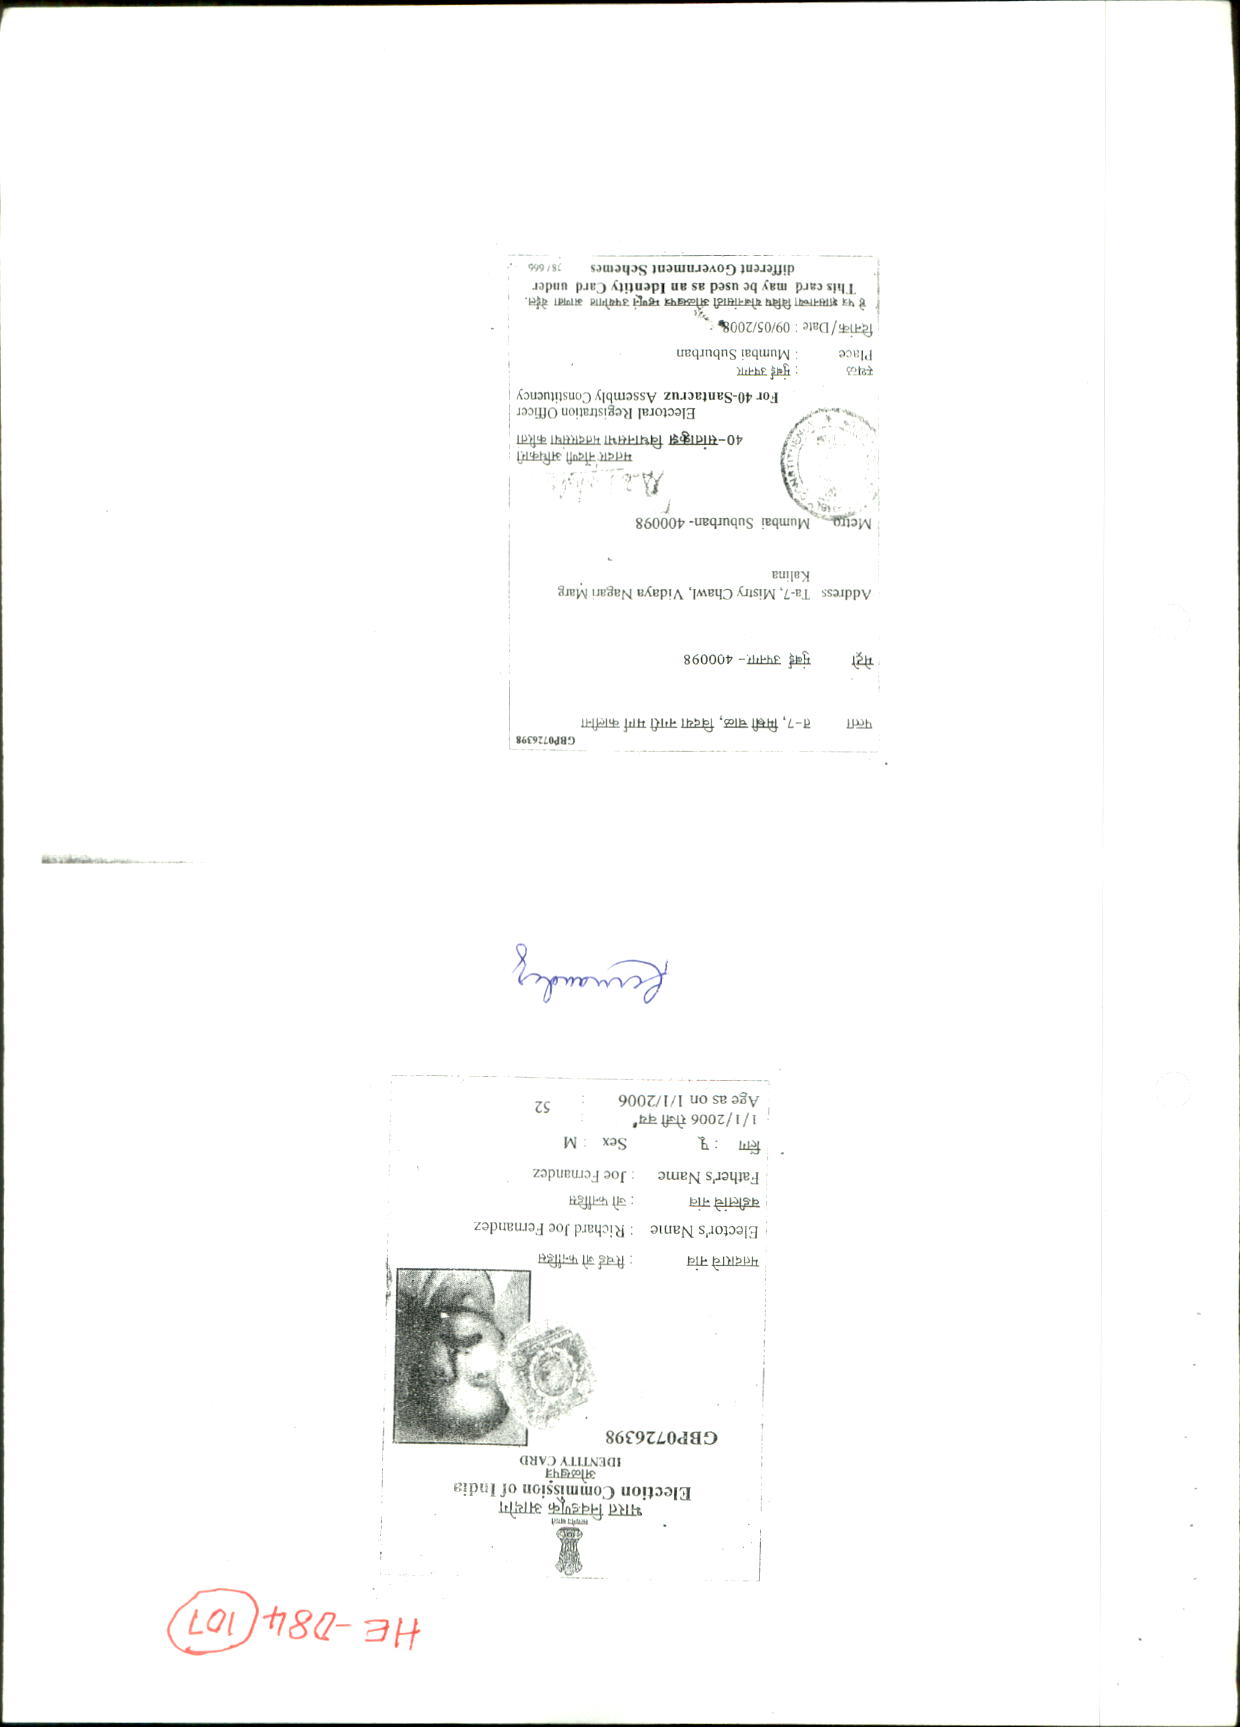 HE-D84 (107)
सत्यमेव जयते
भारत निवडणूक आयोग
Election Commission of India
ओळखपत्र
IDENTITY CARD
GBP0726398
मतदाराचे नांव : रिचर्ड जो फर्नांडिस
Elector's Name : Richard Joe Fernandez
वडीलांचे नांव : जो फर्नांडिस
Father's Name : Joe Fernandez
लिंग : पू Sex : M
1/1/2006 रोजी वय :
Age as on 1/1/2006 : 52
Fernandez
GBP0726398
पत्ता त-7, मिस्त्री चाळ, विदया नगरी मार्ग कालीना
मेट्रो मुंबई उपनगर- 400098
Address Ta-7, Mistry Chawl, Vidaya Nagari Marg
Kalina
Metro Mumbai Suburban- 400098
मतदार नोंदणी अधिकारी
40-सांताक्रुझ विधानसभा मतदारसंघा करिता
Electoral Registration Officer
For 40-Santacruz Assembly Constituency
स्थळ : मुंबई उपनगर
Place : Mumbai Suburban
दिनांक/Date : 09/05/2008
हे पत्र शासनाच्या विविध योजनांसाठी ओळखपत्र म्हणून उपयोगात आणता येईल.
This card may be used as an Identity Card under
different Government Schemes